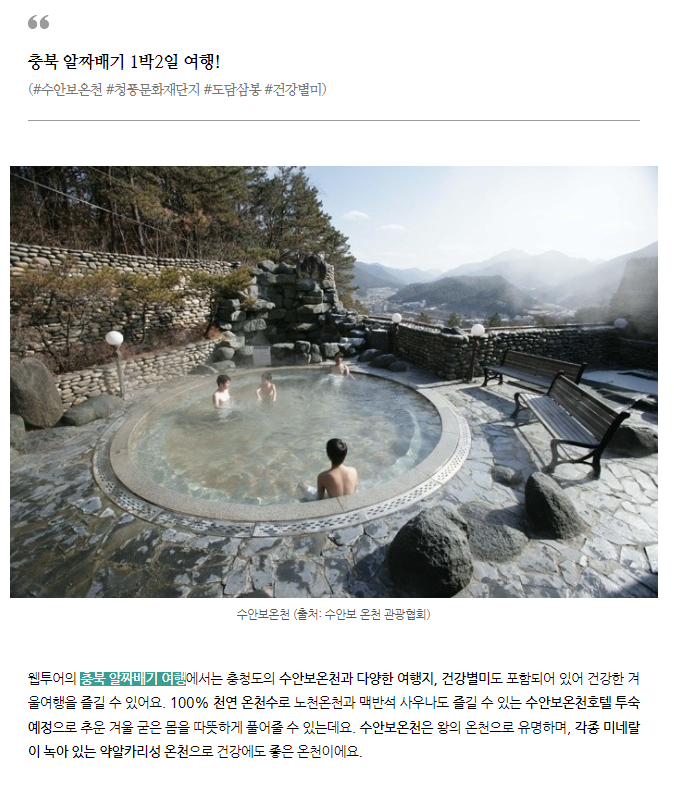 충북 알짜배기 1박2일 여행!
(#수안보온천 #청풍문화재단지 #도담삼봉 #건강별미)
수안보온천 (출처: 수안보 온천 관광협회)
웹투어의 충북 알짜배기 여행에서는 충청도의 수안보온천과 다양한 여행지, 건강별미도 포함되어 있어 건강한 겨
울여행을 즐길 수 있어요. 100% 천연 온천수로 노천온천과 맥반석 사우나도 즐길 수 있는 수안보온천호텔 투숙
예정으로 추운 겨울 굳은 몸을 따뜻하게 풀어줄 수 있는데요. 수안보온천은 왕의 온천으로 유명하며, 각종 미네랄
이 녹아 있는 약알카리성 온천으로 건강에도 좋은 온천이에요.